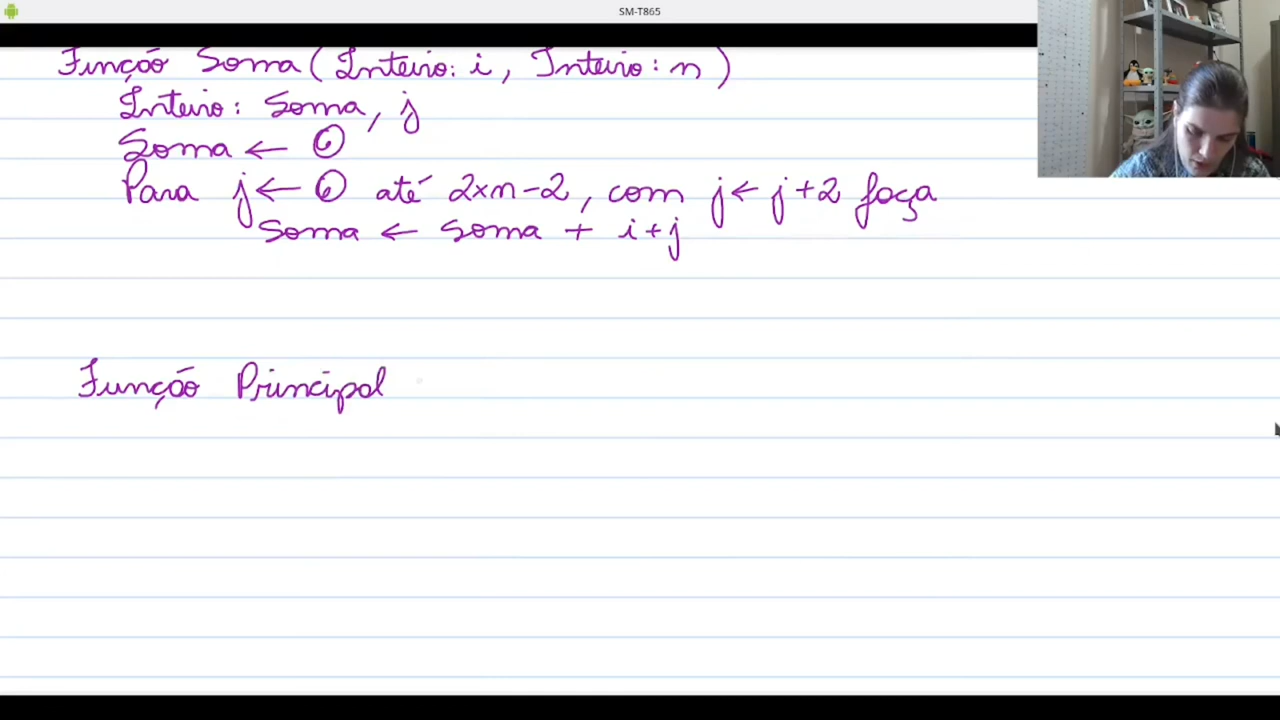 SM-T865
Função Soma (Inteiro: i, Inteiro: n)
Inteiro: Soma, j
Soma ← 0
Para j ← 0 até 2×n-2, com j ← j+2 faça
Soma ← Soma + i+j
Função Principal